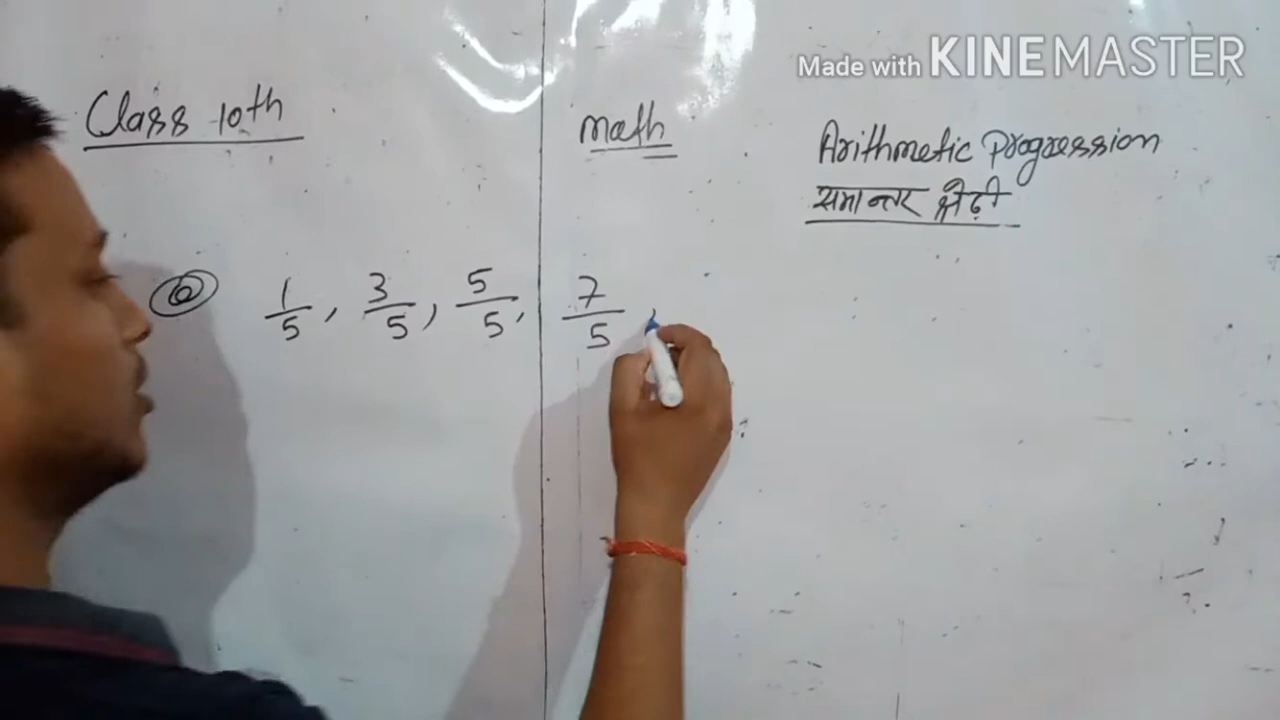 Made with KINEMASTER
Class 10th math Arithmetic Progression
समान्तर श्रेढ़ी
@ 1/5, 3/5, 5/5, 7/5,